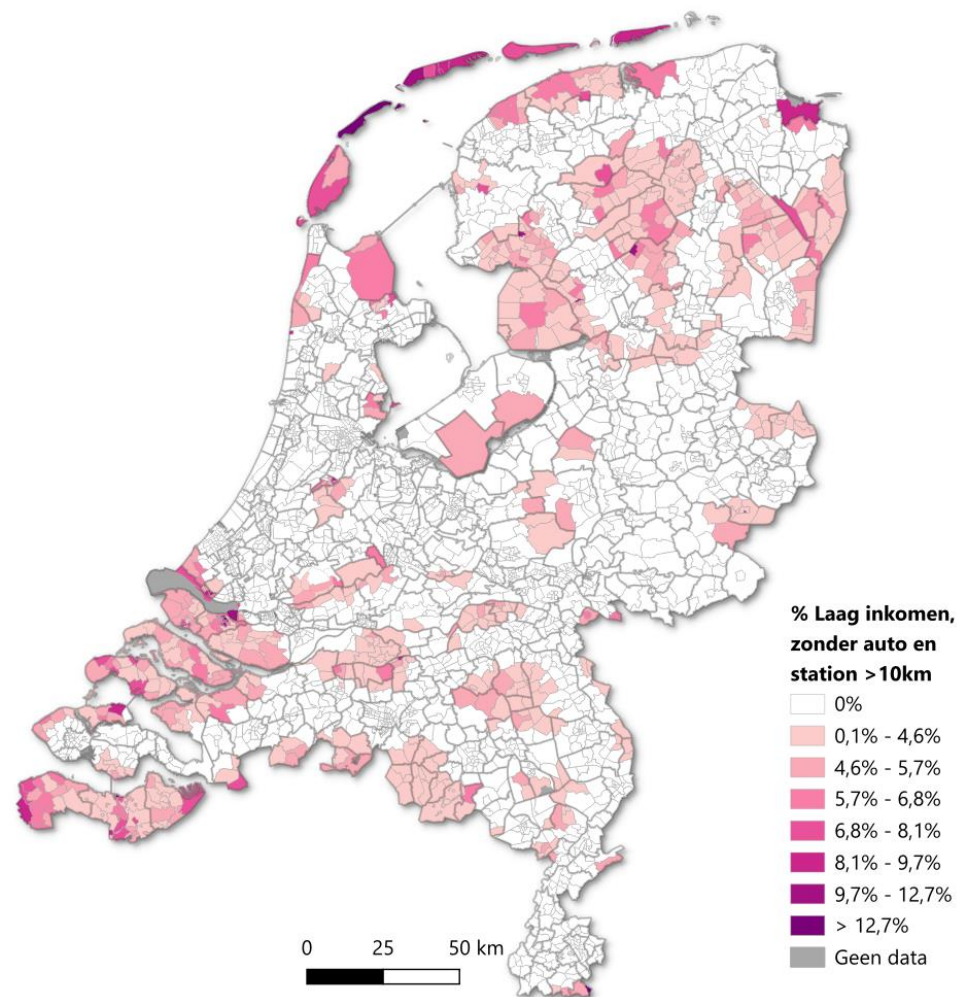 % Laag inkomen,
zonder auto en
station >10km
0%
0,1% - 4,6%
4,6% - 5,7%
5,7% - 6,8%
6,8% - 8,1%
8,1% - 9,7%
9,7% - 12,7%
> 12,7%
Geen data
0 25 50 km